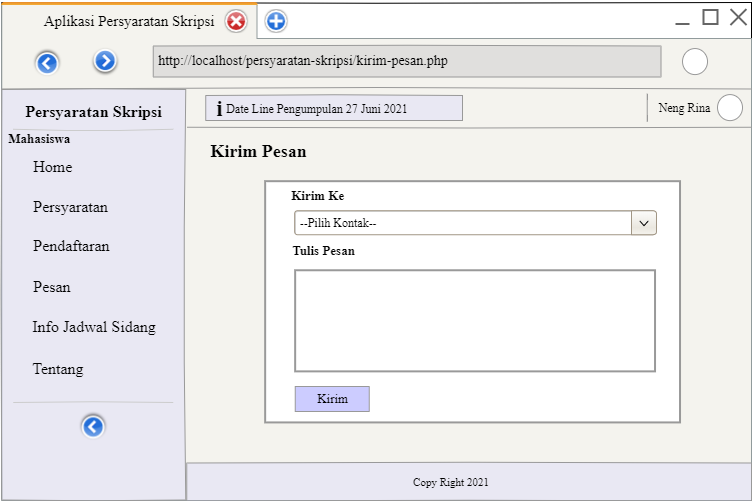 Aplikasi Persyaratan Skripsi
http://localhost/persyaratan-skripsi/kirim-pesan.php
Persyaratan Skripsi
Mahasiswa
Home
Persyaratan
Pendaftaran
Pesan
Info Jadwal Sidang
Tentang
i Date Line Pengumpulan 27 Juni 2021
Neng Rina
Kirim Pesan
Kirim Ke
--Pilih Kontak--
Tulis Pesan
Kirim
Copy Right 2021